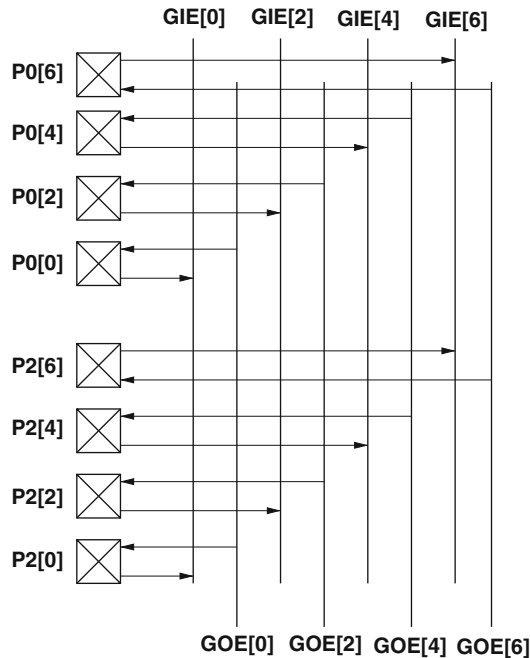 GIE[0] GIE[2] GIE[4] GIE[6]
P0[6]
P0[4]
P0[2]
P0[0]
P2[6]
P2[4]
P2[2]
P2[0]
GOE[0] GOE[2] GOE[4] GOE[6]